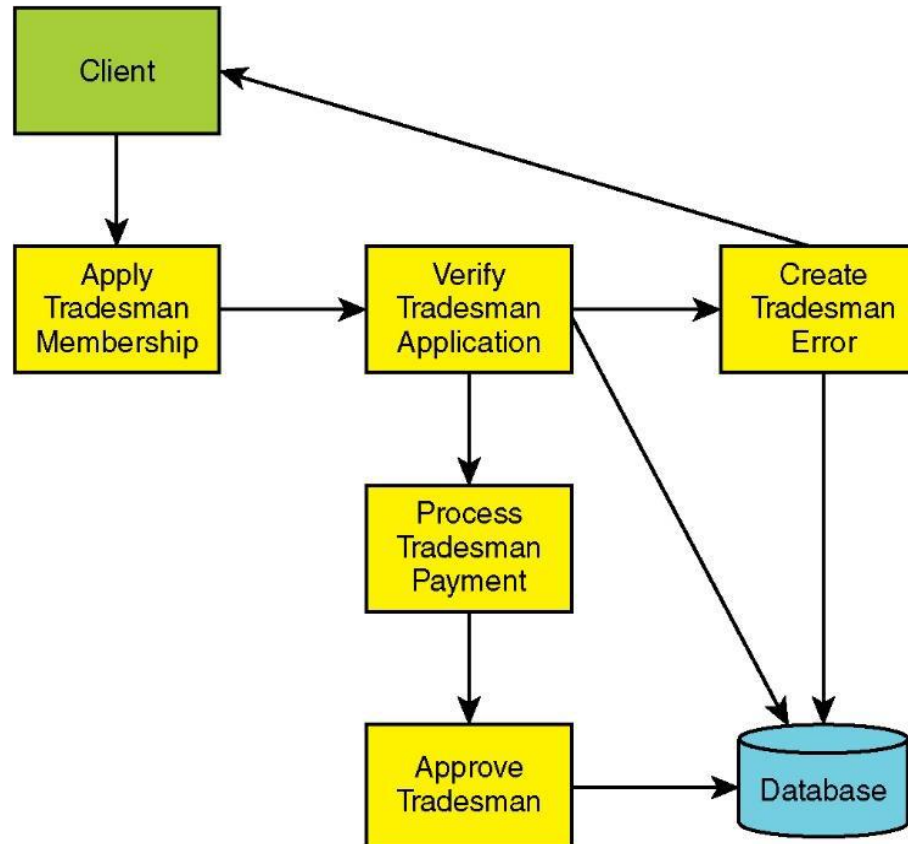 Client
Apply
Tradesman
Membership
Verify
Tradesman
Application
Create
Tradesman
Error
Process
Tradesman
Payment
Approve
Tradesman
Database